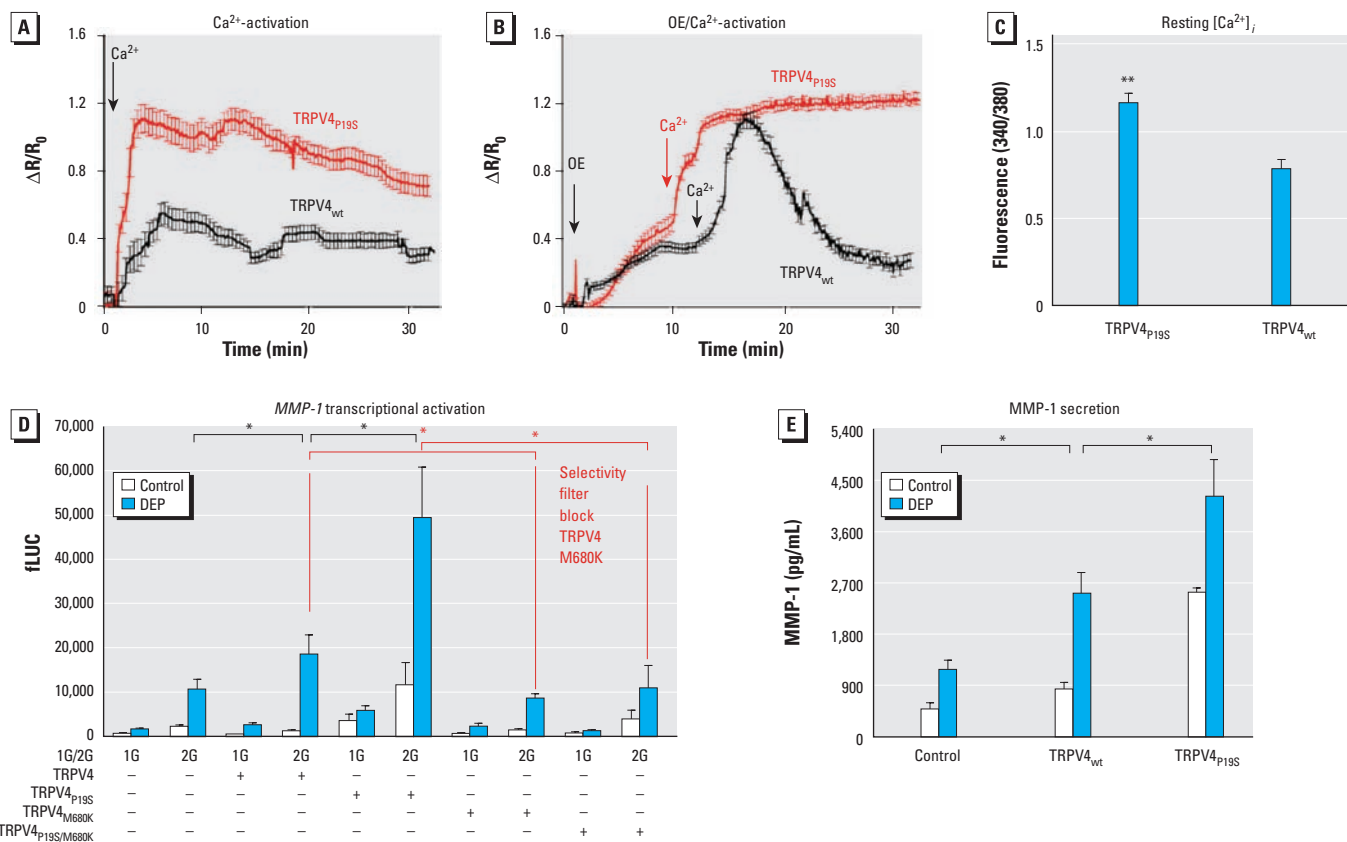 A
Ca²⁺-activation
1.6
1.2
0.8
0.4
0
ΔR/R₀
Ca²⁺
TRPV4P19S
TRPV4wt
0 10 20 30
Time (min)
B
OE/Ca²⁺-activation
1.6
1.2
0.8
0.4
0
ΔR/R₀
OE
Ca²⁺
Ca²⁺
TRPV4P19S
TRPV4wt
0 10 20 30
Time (min)
C
Resting [Ca²⁺]i
1.5
1.0
0.5
0
Fluorescence (340/380)
**
TRPV4P19S TRPV4wt
D
MMP-1 transcriptional activation
70,000
60,000
50,000
40,000
30,000
20,000
10,000
0
fLUC
Control
DEP
* * * *
Selectivity
filter
block
TRPV4
M680K
1G/2G 1G 2G 1G 2G 1G 2G 1G 2G 1G 2G
TRPV4 – – + + – – – – – –
TRPV4P19S – – – – + + – – – –
TRPV4M680K – – – – – – + + – –
TRPV4P19S/M680K – – – – – – – – + +
E
MMP-1 secretion
5,400
4,500
3,600
2,700
1,800
900
0
MMP-1 (pg/mL)
Control
DEP
* *
Control TRPV4wt TRPV4P19S